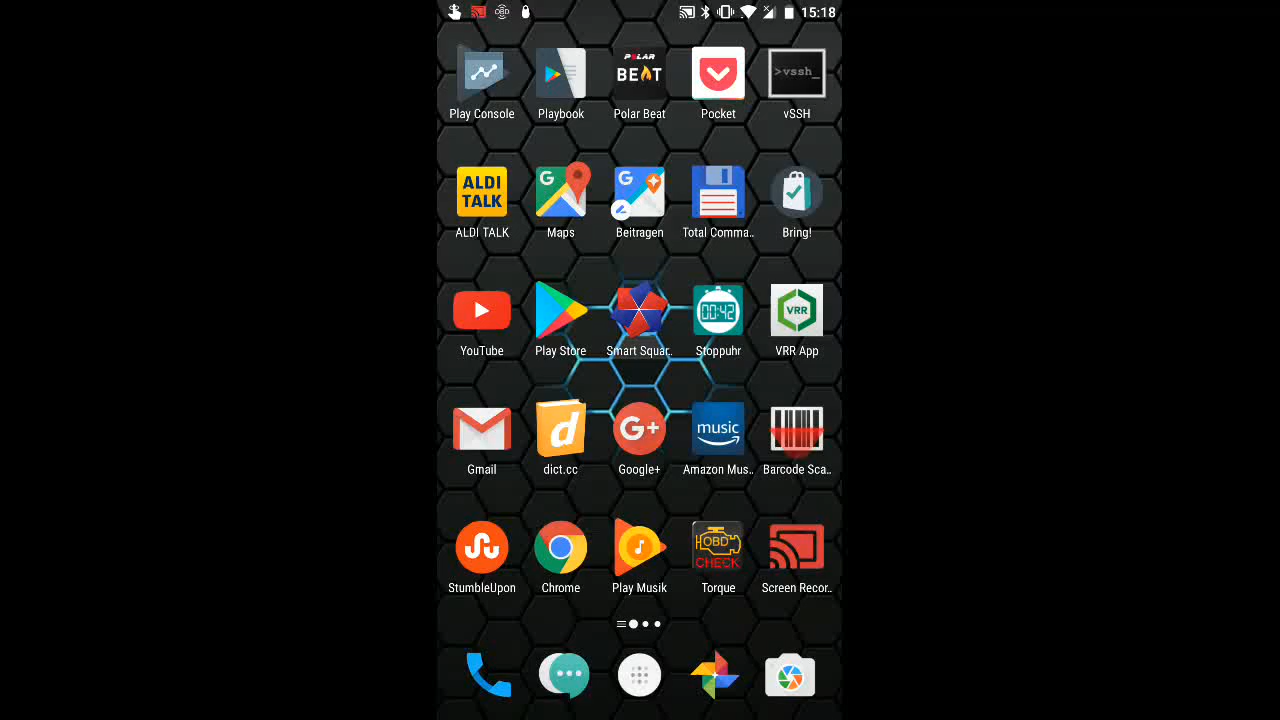 OBD 15:18
POLAR
BEAT
>vssh_
Play Console Playbook Polar Beat Pocket vSSH
ALDI
TALK
G G
ALDI TALK Maps Beitragen Total Comma.. Bring!
00:42 VRR
YouTube Play Store Smart Squar.. Stoppuhr VRR App
d G+ music
Gmail dict.cc Google+ Amazon Mus.. Barcode Sca..
OBD
CHECK
StumbleUpon Chrome Play Musik Torque Screen Recor..